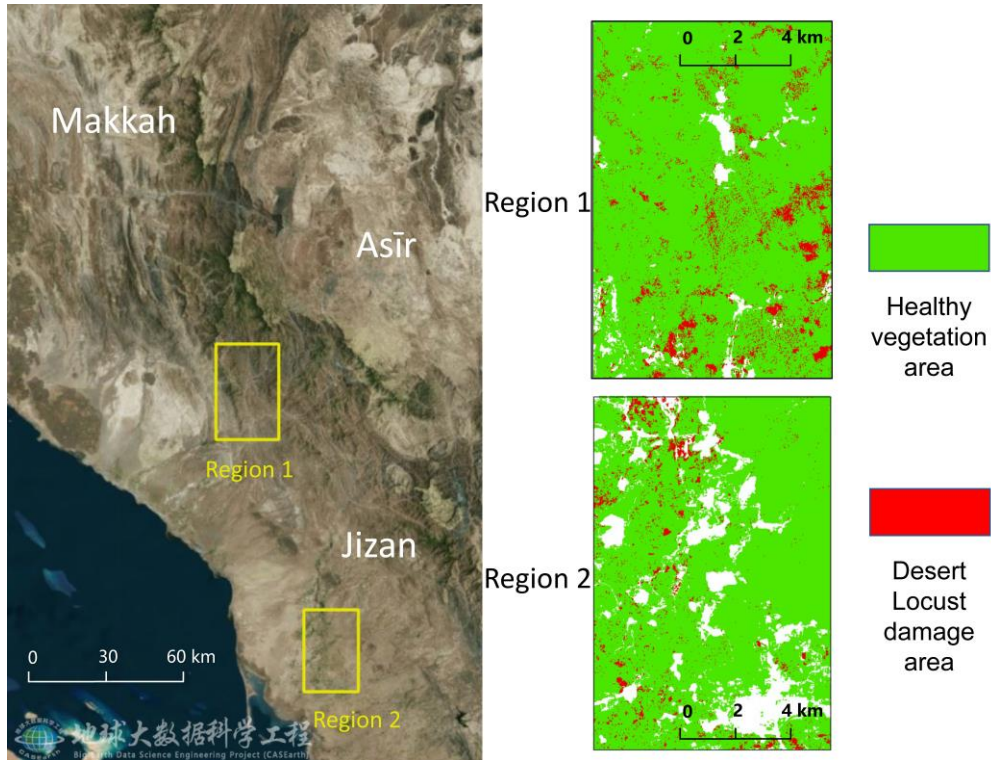 Makkah
Asīr
Region 1
Jizan
0 30 60 km
Region 2
地球大数据科学工程
Big Earth Data Science Engineering Project (CASEarth)
Region 1
0 2 4 km
Region 2
0 2 4 km
Healthy
vegetation
area
Desert
Locust
damage
area